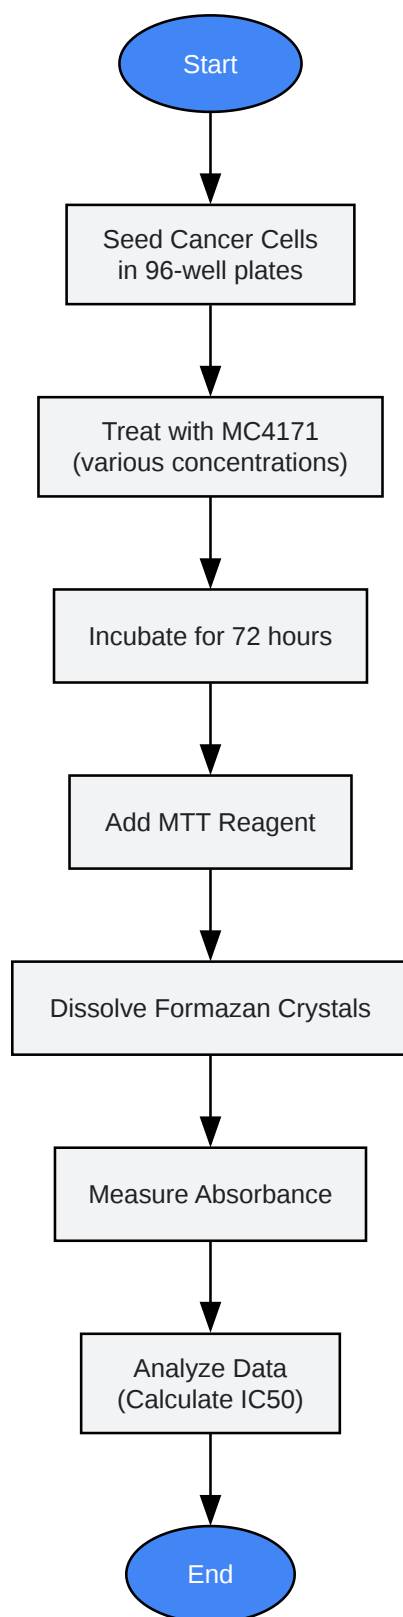 Start
Seed Cancer Cells
in 96-well plates
Treat with MC4171
(various concentrations)
Incubate for 72 hours
Add MTT Reagent
Dissolve Formazan Crystals
Measure Absorbance
Analyze Data
(Calculate IC50)
End